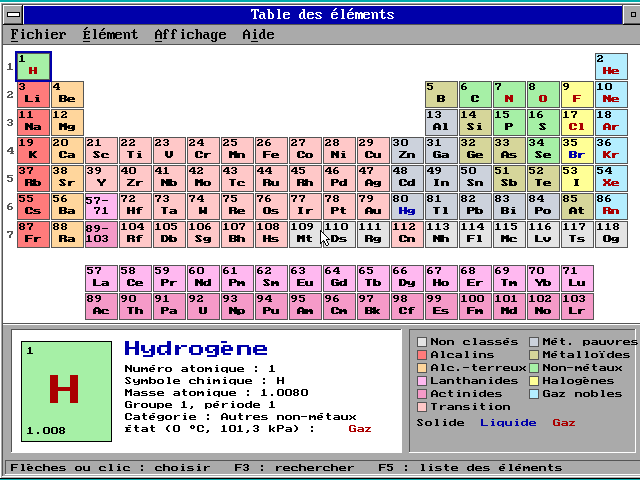 Table des éléments
Fichier Élément Affichage Aide
1 2
1 H He
3 4 5 6 7 8 9 10
2 Li Be B C N O F Ne
11 12 13 14 15 16 17 18
3 Na Mg Al Si P S Cl Ar
19 20 21 22 23 24 25 26 27 28 29 30 31 32 33 34 35 36
4 K Ca Sc Ti V Cr Mn Fe Co Ni Cu Zn Ga Ge As Se Br Kr
37 38 39 40 41 42 43 44 45 46 47 48 49 50 51 52 53 54
5 Rb Sr Y Zr Nb Mo Tc Ru Rh Pd Ag Cd In Sn Sb Te I Xe
55 56 57- 72 73 74 75 76 77 78 79 80 81 82 83 84 85 86
6 Cs Ba 71 Hf Ta W Re Os Ir Pt Au Hg Tl Pb Bi Po At Rn
87 88 89- 104 105 106 107 108 109 110 111 112 113 114 115 116 117 118
7 Fr Ra 103 Rf Db Sg Bh Hs Mt Ds Rg Cn Nh Fl Mc Lv Ts Og
57 58 59 60 61 62 63 64 65 66 67 68 69 70 71
La Ce Pr Nd Pm Sm Eu Gd Tb Dy Ho Er Tm Yb Lu
89 90 91 92 93 94 95 96 97 98 99 100 101 102 103
Ac Th Pa U Np Pu Am Cm Bk Cf Es Fm Md No Lr
1
H
1.008
Hydrogène
Numéro atomique : 1
Symbole chimique : H
Masse atomique : 1.0080
Groupe 1, période 1
Catégorie : Autres non-métaux
État (0 °C, 101,3 kPa) : Gaz
Non classés Mét. pauvres
Alcalins Métalloïdes
Alc.-terreux Non-métaux
Lanthanides Halogènes
Actinides Gaz nobles
Transition
Solide Liquide Gaz
Flèches ou clic : choisir F3 : rechercher F5 : liste des éléments